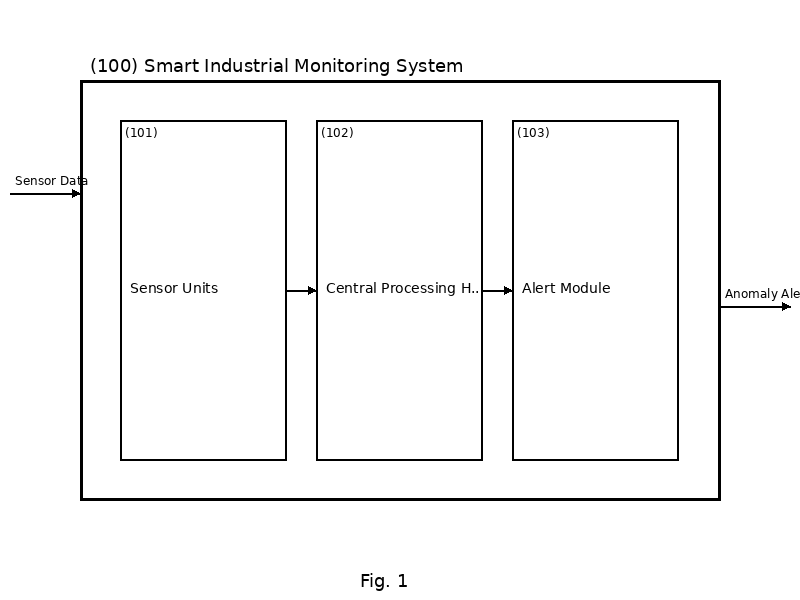 (100) Smart Industrial Monitoring System
(101)
(102)
(103)
Sensor Data
Sensor Units
Central Processing H..
Alert Module
Anomaly Ale
Fig. 1